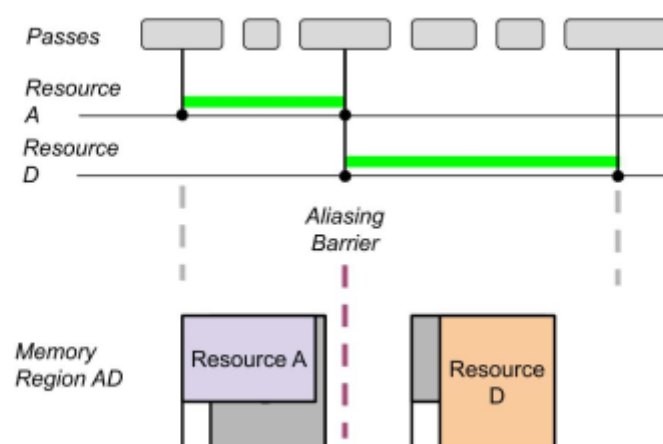 Passes
Resource
A
Resource
D
Aliasing
Barrier
Memory
Region AD
Resource A
Resource
D